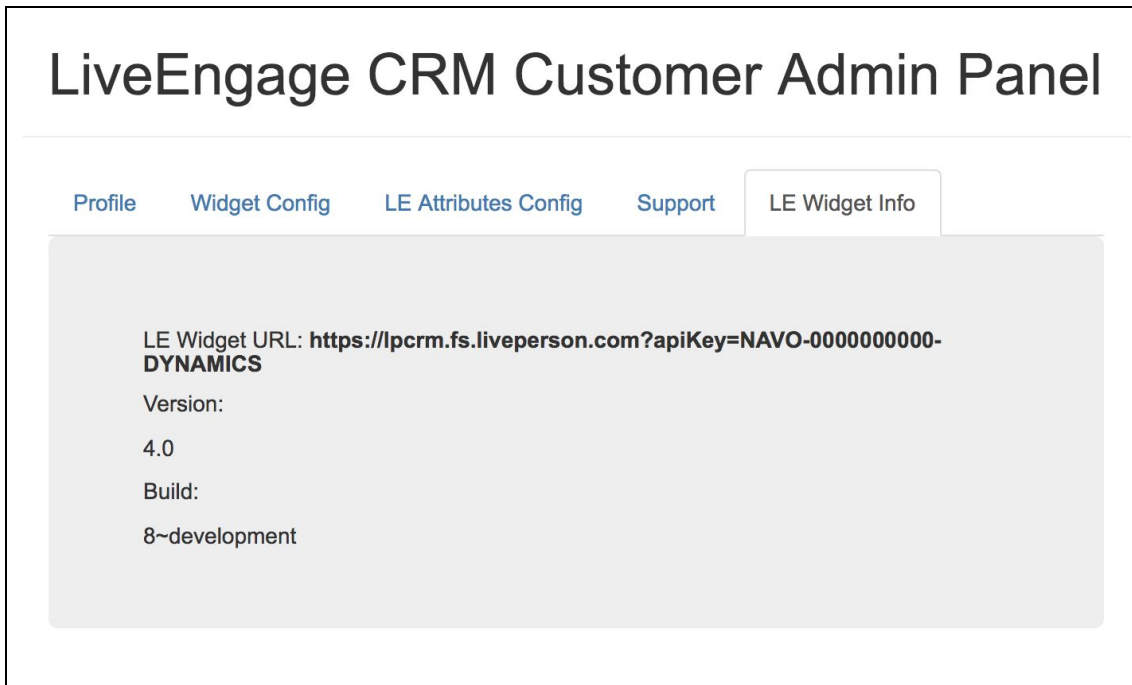 LiveEngage CRM Customer Admin Panel
Profile Widget Config LE Attributes Config Support LE Widget Info
LE Widget URL: https://lpcrm.fs.liveperson.com?apiKey=NAVO-0000000000-
DYNAMICS
Version:
4.0
Build:
8~development